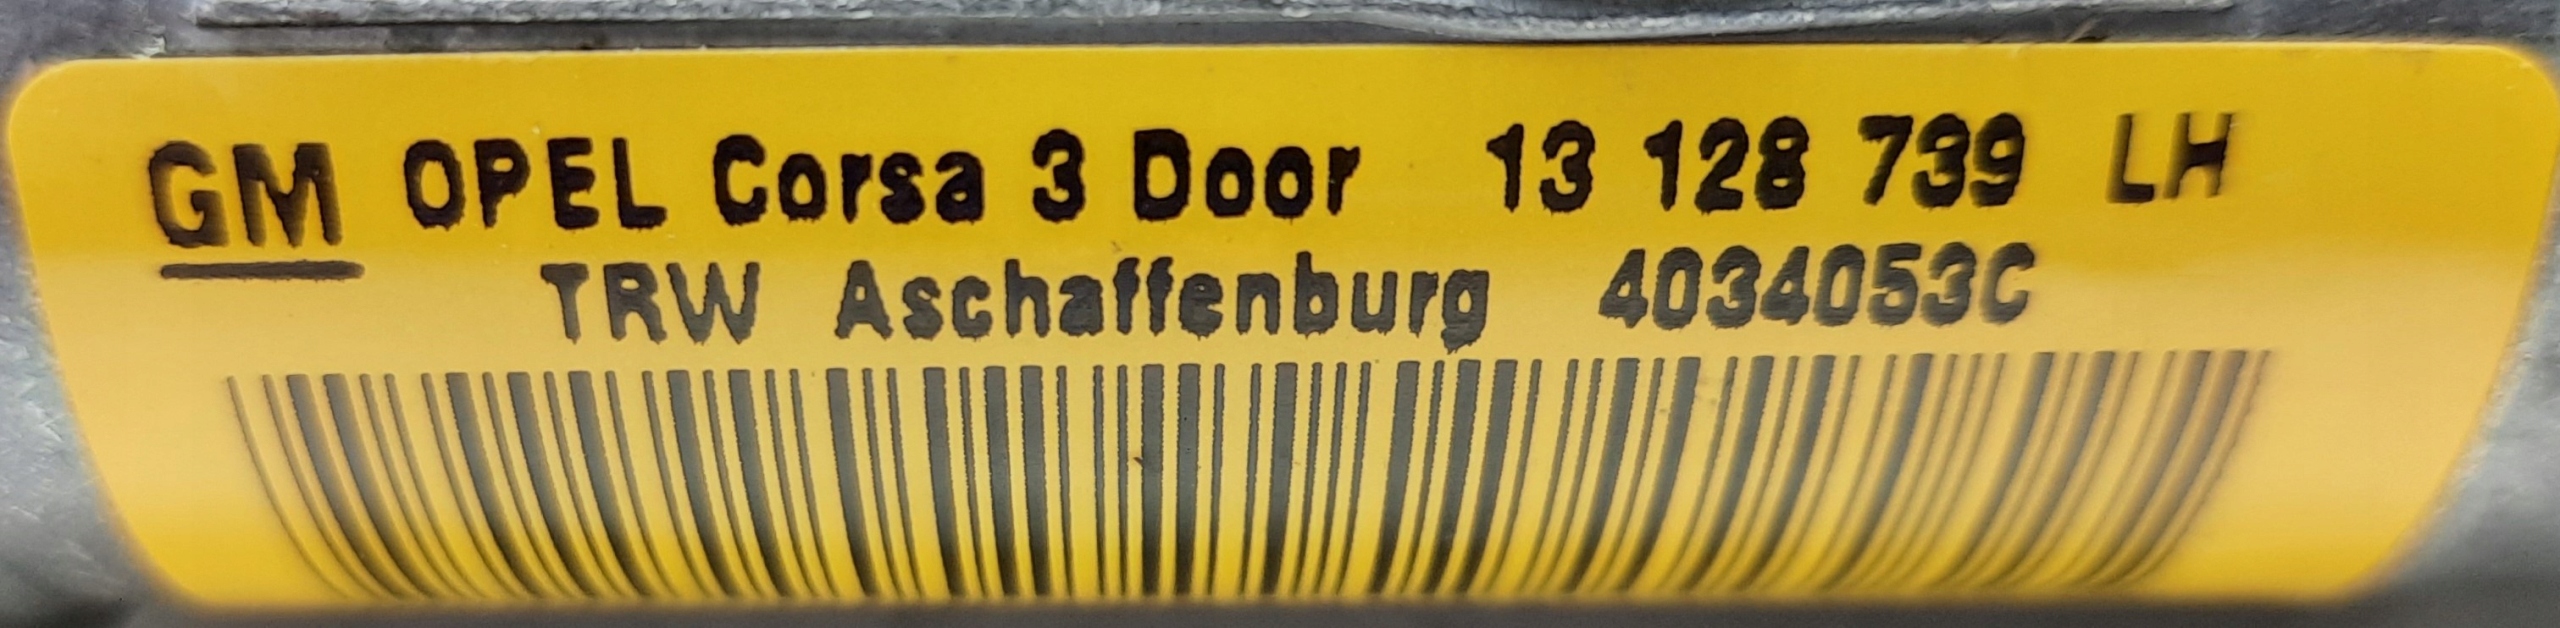 GM OPEL Corsa 3 Door 13 128 739 LH
TRW Aschaffenburg 4034053C